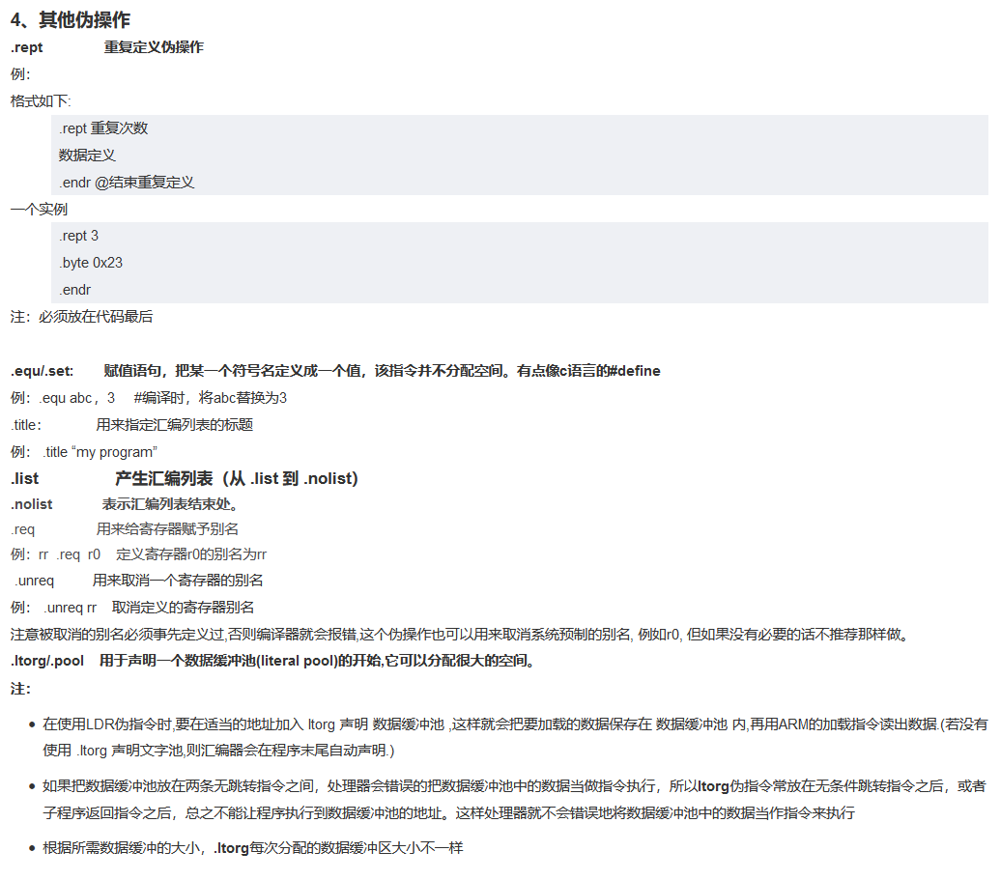 4、其他伪操作
.rept 重复定义伪操作
例：
格式如下:
.rept 重复次数
数据定义
.endr @结束重复定义
一个实例
.rept 3
.byte 0x23
.endr
注：必须放在代码最后
.equ/.set: 赋值语句，把某一个符号名定义成一个值，该指令并不分配空间。有点像c语言的#define
例：.equ abc，3 #编译时，将abc替换为3
.title： 用来指定汇编列表的标题
例： .title “my program”
.list 产生汇编列表（从 .list 到 .nolist）
.nolist 表示汇编列表结束处。
.req 用来给寄存器赋予别名
例：rr .req r0 定义寄存器r0的别名为rr
.unreq 用来取消一个寄存器的别名
例： .unreq rr 取消定义的寄存器别名
注意被取消的别名必须事先定义过,否则编译器就会报错,这个伪操作也可以用来取消系统预制的别名, 例如r0, 但如果没有必要的话不推荐那样做。
.ltorg/.pool 用于声明一个数据缓冲池(literal pool)的开始,它可以分配很大的空间。
注：
● 在使用LDR伪指令时,要在适当的地址加入 ltorg 声明 数据缓冲池 ,这样就会把要加载的数据保存在 数据缓冲池 内,再用ARM的加载指令读出数据.(若没有
使用 .ltorg 声明文字池,则汇编器会在程序末尾自动声明.)
● 如果把数据缓冲池放在两条无跳转指令之间，处理器会错误的把数据缓冲池中的数据当做指令执行，所以ltorg伪指令常放在无条件跳转指令之后，或者
子程序返回指令之后，总之不能让程序执行到数据缓冲池的地址。这样处理器就不会错误地将数据缓冲池中的数据当作指令来执行
● 根据所需数据缓冲的大小，.ltorg每次分配的数据缓冲区大小不一样